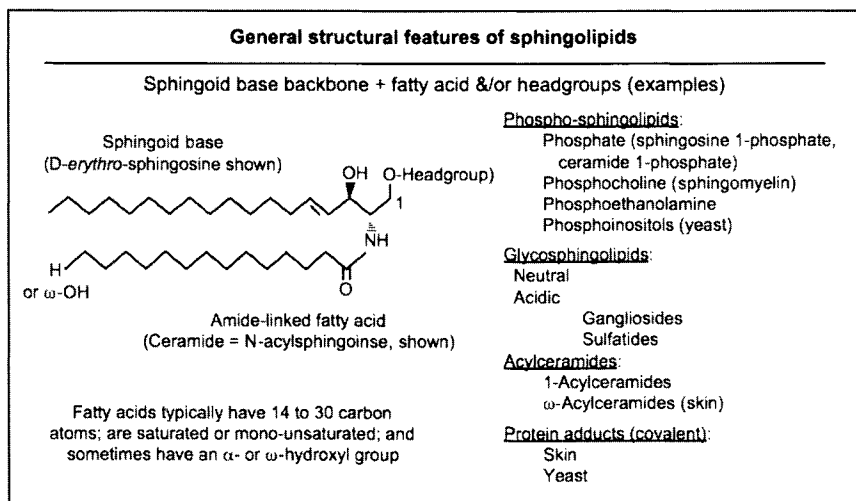 General structural features of sphingolipids
Sphingoid base backbone + fatty acid &/or headgroups (examples)
Sphingoid base
(D-erythro-sphingosine shown)
OH
O-Headgroup)
1
NH
H
or ω-OH
O
Amide-linked fatty acid
(Ceramide = N-acylsphingoinse, shown)
Fatty acids typically have 14 to 30 carbon
atoms; are saturated or mono-unsaturated; and
sometimes have an α- or ω-hydroxyl group
Phospho-sphingolipids:
Phosphate (sphingosine 1-phosphate,
ceramide 1-phosphate)
Phosphocholine (sphingomyelin)
Phosphoethanolamine
Phosphoinositols (yeast)
Glycosphingolipids:
Neutral
Acidic
Gangliosides
Sulfatides
Acylceramides:
1-Acylceramides
ω-Acylceramides (skin)
Protein adducts (covalent):
Skin
Yeast